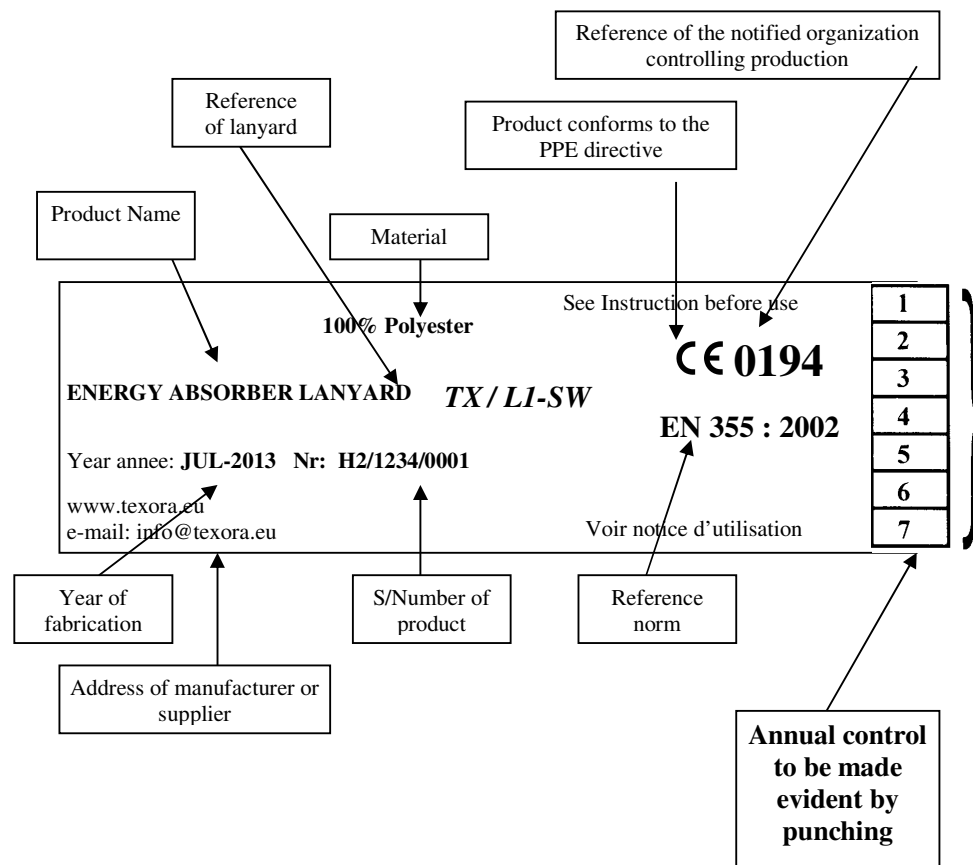 Reference of the notified organization
controlling production
Reference
of lanyard
Product conforms to the
PPE directive
Product Name
Material
See Instruction before use
100% Polyester
CE 0194
ENERGY ABSORBER LANYARD TX / L1-SW
EN 355 : 2002
Year annee: JUL-2013 Nr: H2/1234/0001
www.texora.eu
e-mail: info@texora.eu
Voir notice d’utilisation
1
2
3
4
5
6
7
Year of
fabrication
S/Number of
product
Reference
norm
Address of manufacturer or
supplier
Annual control
to be made
evident by
punching